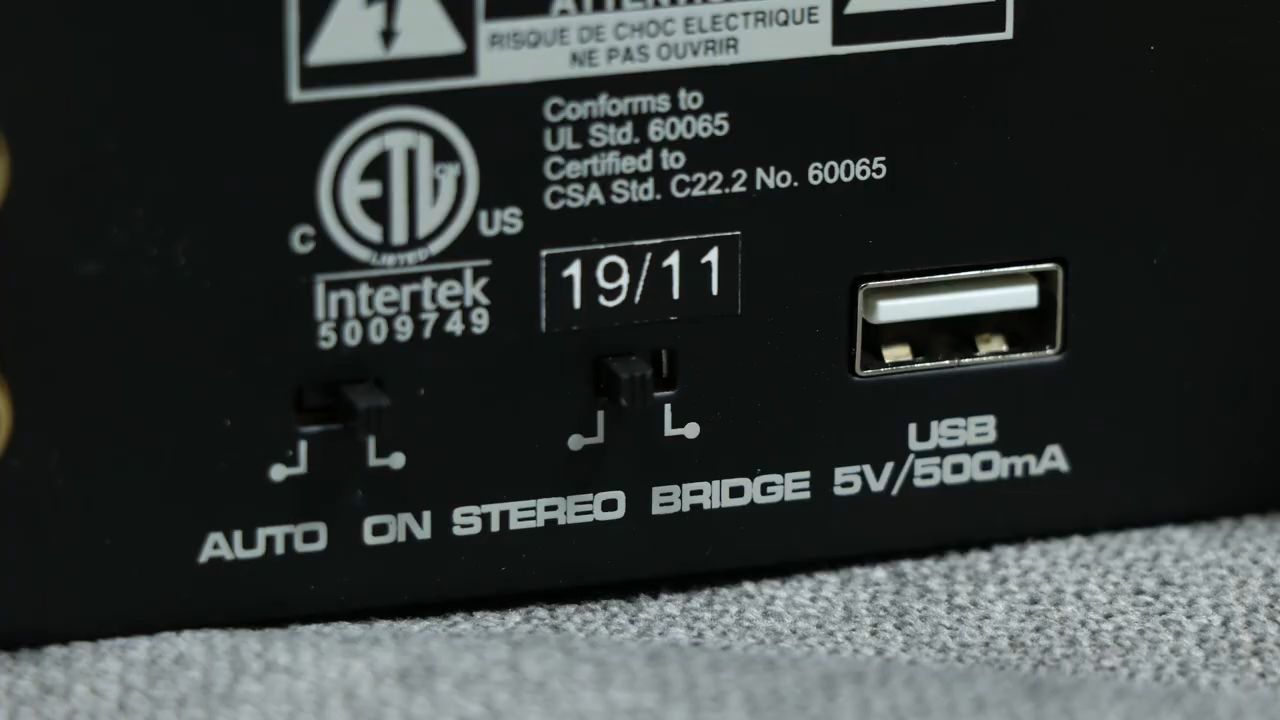 RISQUE DE CHOC ELECTRIQUE
NE PAS OUVRIR
Conforms to
UL Std. 60065
Certified to
CSA Std. C22.2 No. 60065
ETL
CM
C
US
LISTED
Intertek
5009749
19/11
USB
AUTO ON STEREO BRIDGE 5V/500mA